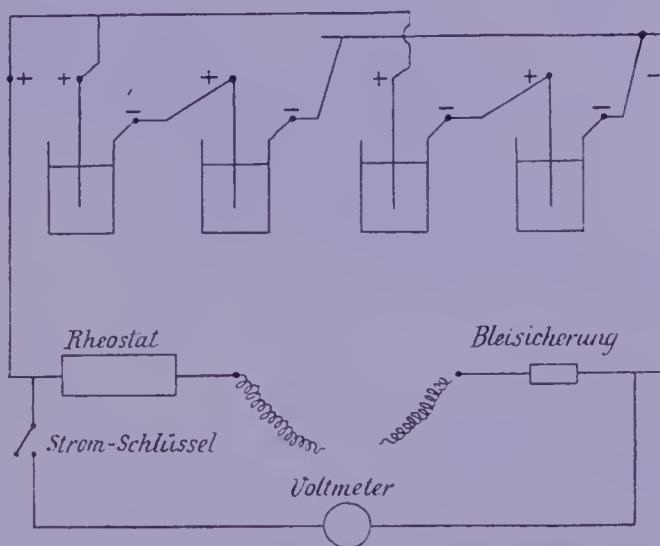 + + − + − + − + − −
Rheostat
Bleisicherung
Strom-Schlüssel
Voltmeter